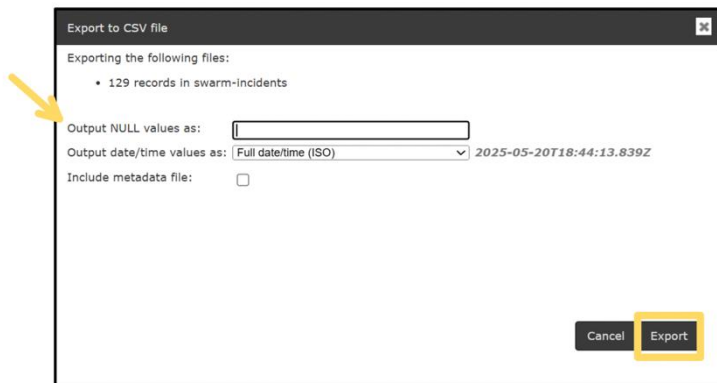 Export to CSV file
Exporting the following files:
• 129 records in swarm-incidents
Output NULL values as:
Output date/time values as: Full date/time (ISO) 2025-05-20T18:44:13.839Z
Include metadata file:
Cancel Export